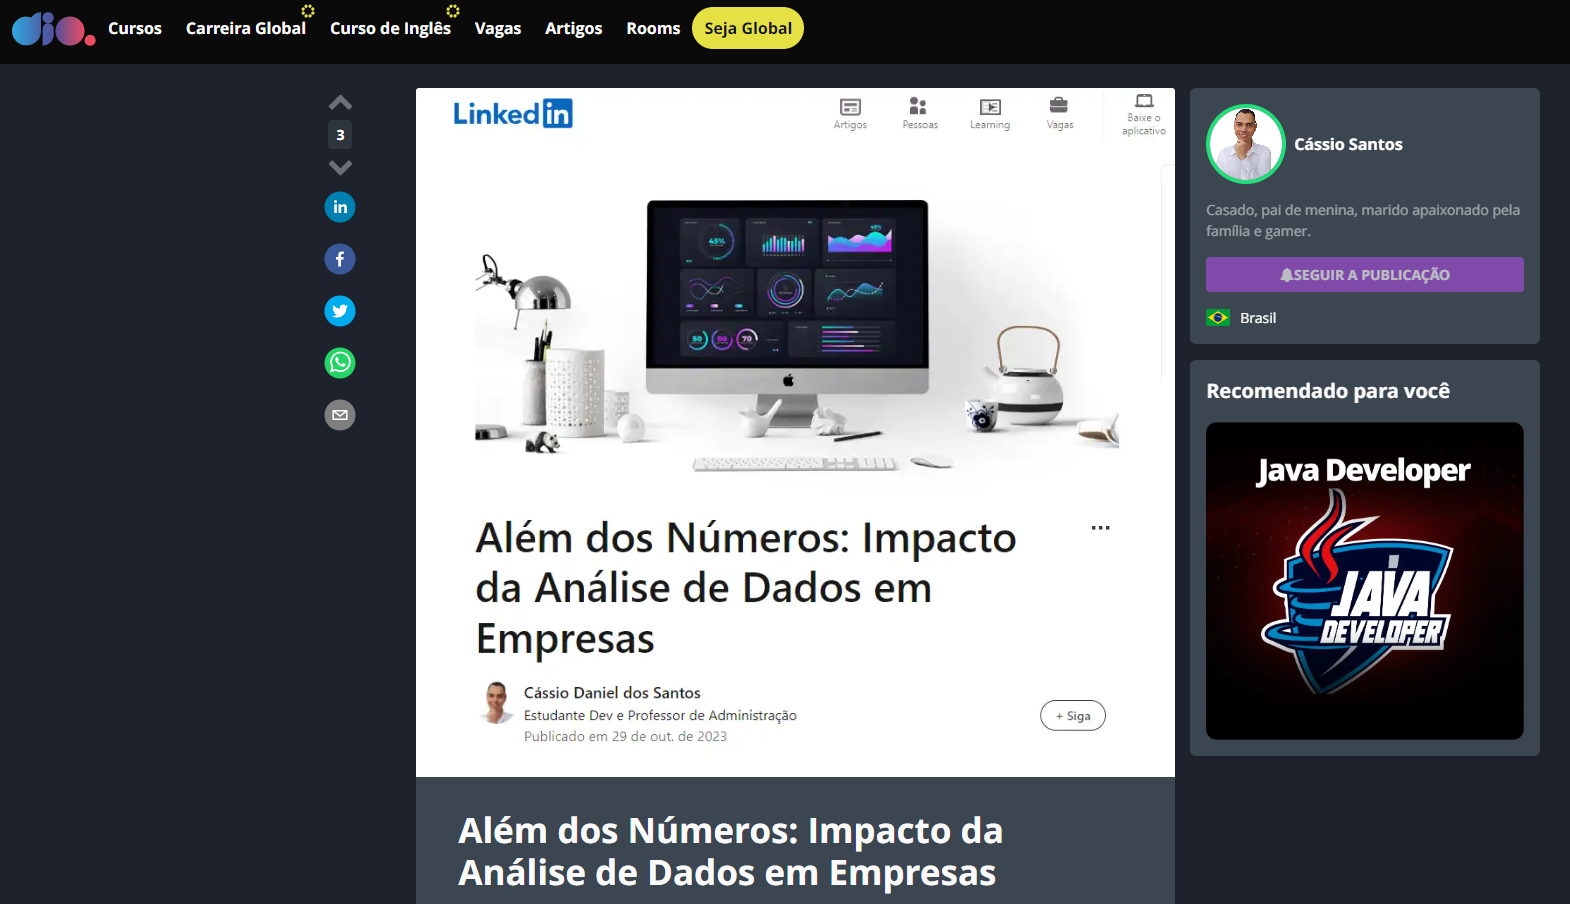 dio.
Cursos
Carreira Global
Curso de Inglês
Vagas
Artigos
Rooms
Seja Global
3
in
f
Linked in
Artigos
Pessoas
Learning
Vagas
Baixe o
aplicativo
45%
50
70
Além dos Números: Impacto
da Análise de Dados em
Empresas
...
Cássio Daniel dos Santos
Estudante Dev e Professor de Administração
Publicado em 29 de out. de 2023
+ Siga
Além dos Números: Impacto da
Análise de Dados em Empresas
Cássio Santos
Casado, pai de menina, marido apaixonado pela
família e gamer.
SEGUIR A PUBLICAÇÃO
Brasil
Recomendado para você
Java Developer
JAVA
DEVELOPER